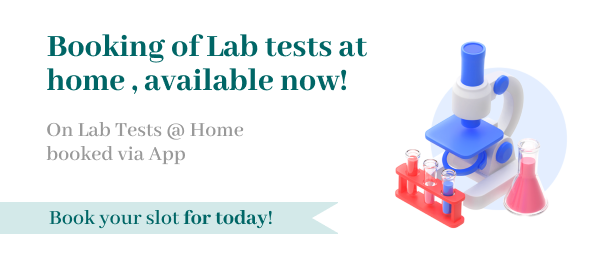 Booking of Lab tests at
home , available now!
On Lab Tests @ Home
booked via App
Book your slot for today!